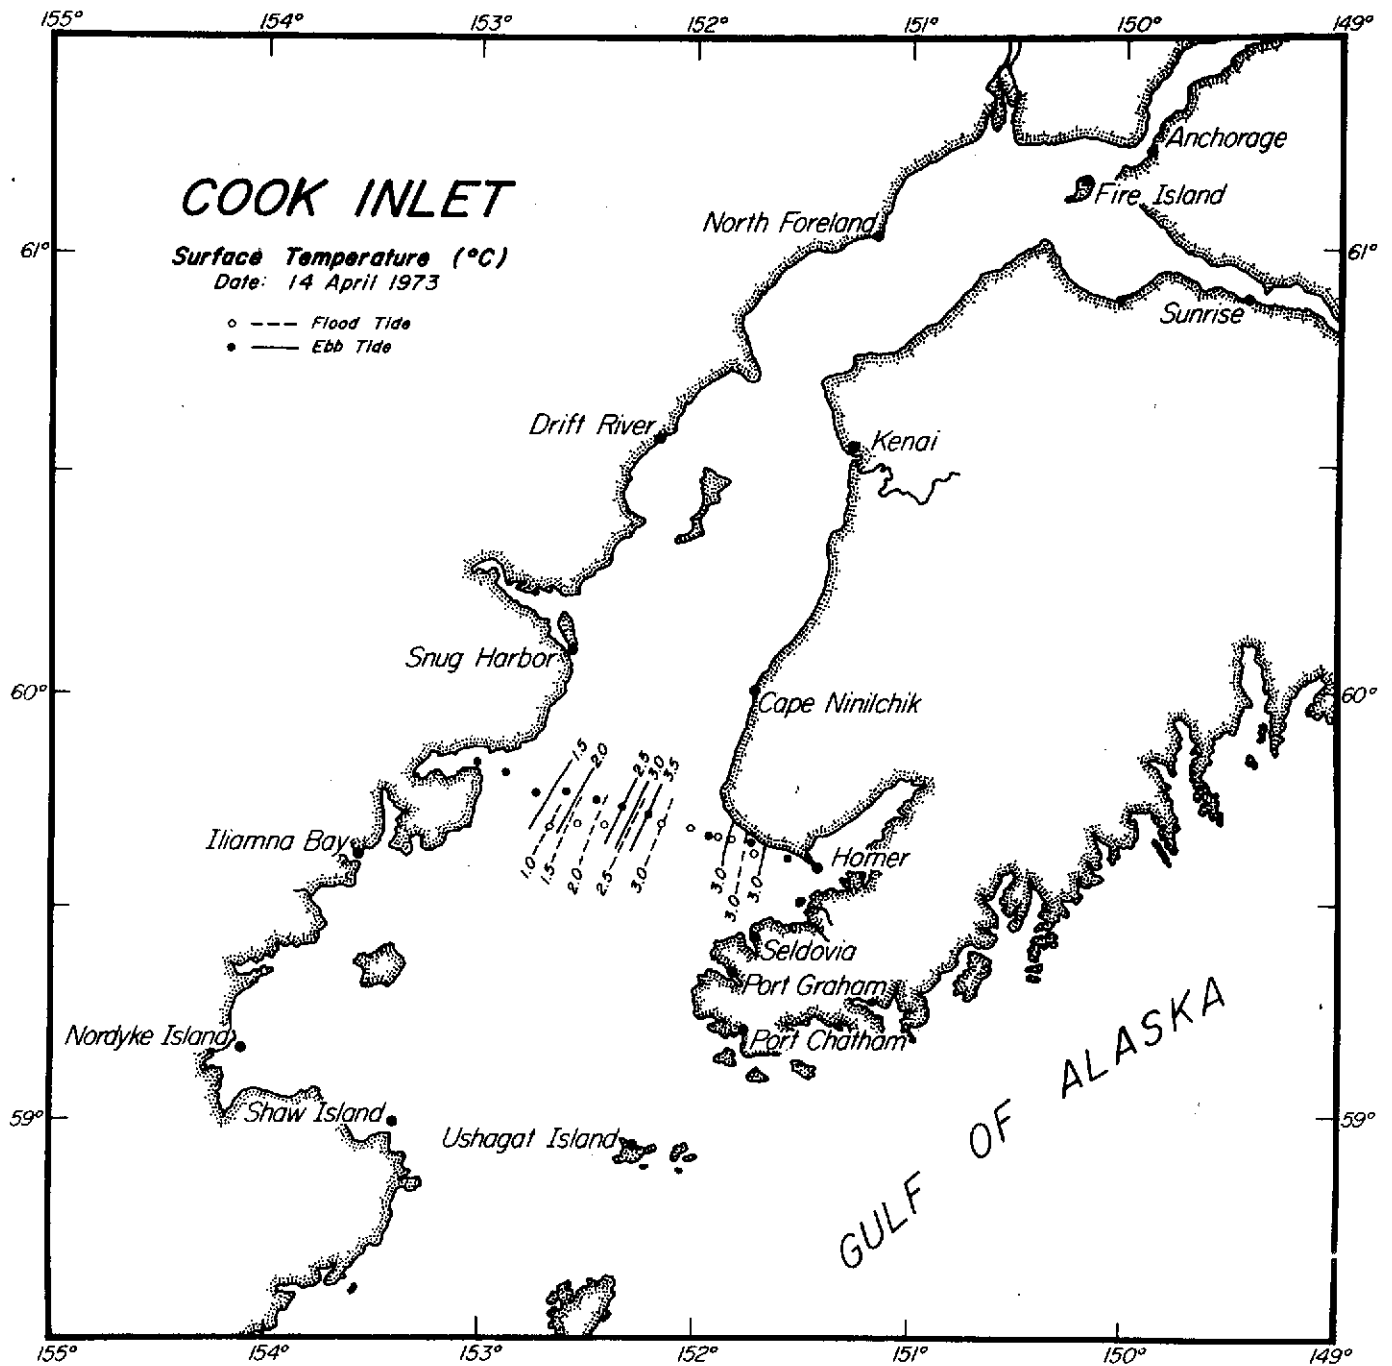 155° 154° 153° 152° 151° 150° 149°
Anchorage
COOK INLET
Fire Island
North Foreland
61° 61°
Surface Temperature (°C)
Date: 14 April 1973
Sunrise
Flood Tide
Ebb Tide
Drift River
Kenai
Snug Harbor
60° 60°
Cape Ninilchik
1.5 2.0 2.5 3.0 3.5
Iliamna Bay
Homer
1.0 1.5 2.0 2.5 3.0 3.0 3.0 3.0
Seldovia
Port Graham
Nordyke Island
Port Chatham
GULF OF ALASKA
Shaw Island
59° 59°
Ushagat Island
155° 154° 153° 152° 151° 150° 149°